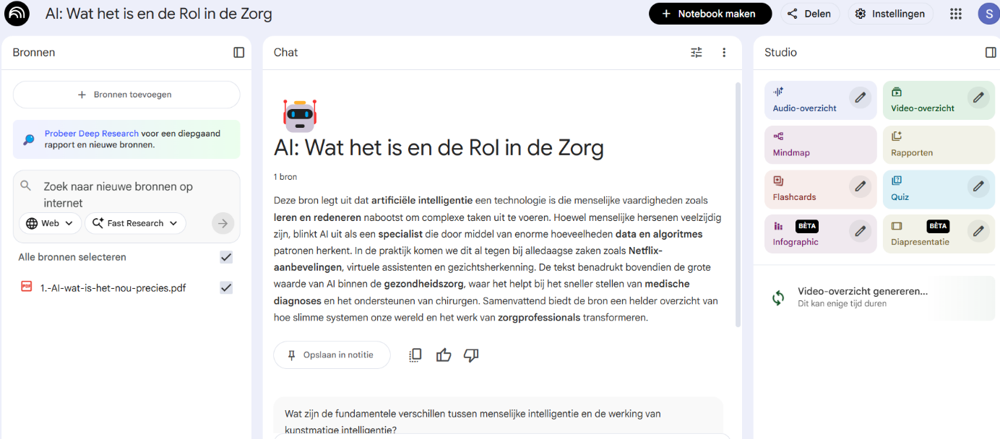 AI: Wat het is en de Rol in de Zorg
+ Notebook maken
Delen
Instellingen
S
Bronnen
+ Bronnen toevoegen
Probeer Deep Research voor een diepgaand
rapport en nieuwe bronnen.
Zoek naar nieuwe bronnen op
internet
Web
Fast Research
Alle bronnen selecteren
PDF
1.-AI-wat-is-het-nou-precies.pdf
Chat
AI: Wat het is en de Rol in de Zorg
1 bron
Deze bron legt uit dat artificiële intelligentie een technologie is die menselijke vaardigheden zoals
leren en redeneren nabootst om complexe taken uit te voeren. Hoewel menselijke hersenen veelzijdig
zijn, blinkt AI uit als een specialist die door middel van enorme hoeveelheden data en algoritmes
patronen herkent. In de praktijk komen we dit al tegen bij alledaagse zaken zoals Netflix-
aanbevelingen, virtuele assistenten en gezichtsherkenning. De tekst benadrukt bovendien de grote
waarde van AI binnen de gezondheidszorg, waar het helpt bij het sneller stellen van medische
diagnoses en het ondersteunen van chirurgen. Samenvattend biedt de bron een helder overzicht van
hoe slimme systemen onze wereld en het werk van zorgprofessionals transformeren.
Opslaan in notitie
Wat zijn de fundamentele verschillen tussen menselijke intelligentie en de werking van
kunstmatige intelligentie?
Studio
Audio-overzicht
Video-overzicht
Mindmap
Rapporten
Flashcards
Quiz
BÈTA
Infographic
BÈTA
Diapresentatie
Video-overzicht genereren...
Dit kan enige tijd duren